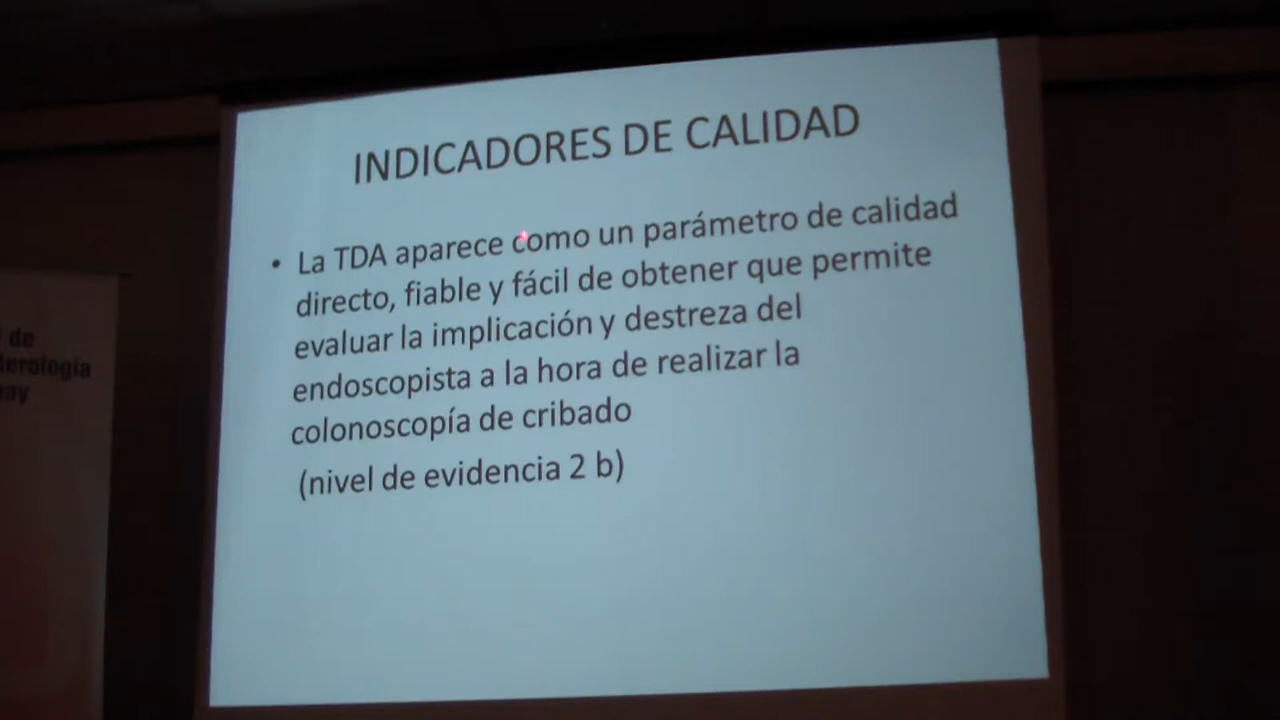 INDICADORES DE CALIDAD
• La TDA aparece como un parámetro de calidad
directo, fiable y fácil de obtener que permite
evaluar la implicación y destreza del
endoscopista a la hora de realizar la
colonoscopía de cribado
(nivel de evidencia 2 b)
de